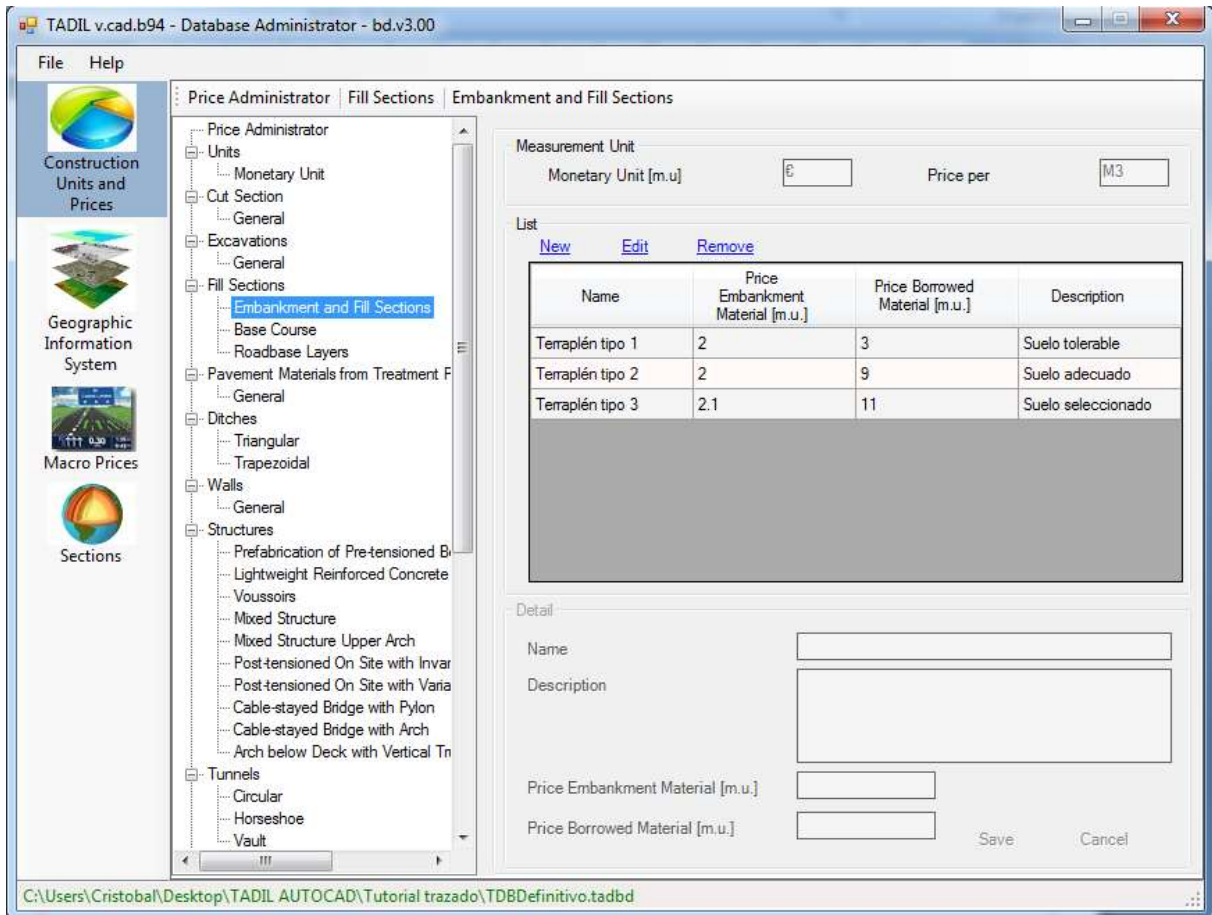 TADIL v.cad.b94 - Database Administrator - bd.v3.00
File Help
Construction
Units and
Prices
Geographic
Information
System
Macro Prices
Sections
Price Administrator Fill Sections Embankment and Fill Sections
Price Administrator
Units
Monetary Unit
Cut Section
General
Excavations
General
Fill Sections
Embankment and Fill Sections
Base Course
Roadbase Layers
Pavement Materials from Treatment
General
Ditches
Triangular
Trapezoidal
Walls
General
Structures
Prefabrication of Pre-tensioned
Lightweight Reinforced Concrete
Voussoirs
Mixed Structure
Mixed Structure Upper Arch
Post-tensioned On Site with Invar
Post-tensioned On Site with Varia
Cable-stayed Bridge with Pylon
Cable-stayed Bridge with Arch
Arch below Deck with Vertical
Tunnels
Circular
Horseshoe
Vault
Measurement Unit
Monetary Unit [m.u] € Price per M3
List
New Edit Remove
Name Price Embankment Material [m.u.] Price Borrowed Material [m.u.] Description
Terraplén tipo 1 2 3 Suelo tolerable
Terraplén tipo 2 2 9 Suelo adecuado
Terraplén tipo 3 2.1 11 Suelo seleccionado
Detail
Name
Description
Price Embankment Material [m.u.]
Price Borrowed Material [m.u.]
Save Cancel
C:\Users\Cristobal\Desktop\TADIL AUTOCAD\Tutorial trazado\TDBDefinitivo.tadbd